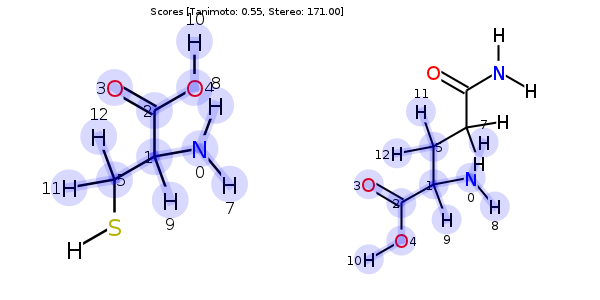 Scores [Tanimoto: 0.55, Stereo: 171.00]
10
H
H
3 O O 4 8 H O N H
12 2 11
H H H 7 H
1 N 12 H 5 H
11 H 5 0 H 3 O 1 N
9 H 7 2 0 H 8
S H 9
H O 4
10 H